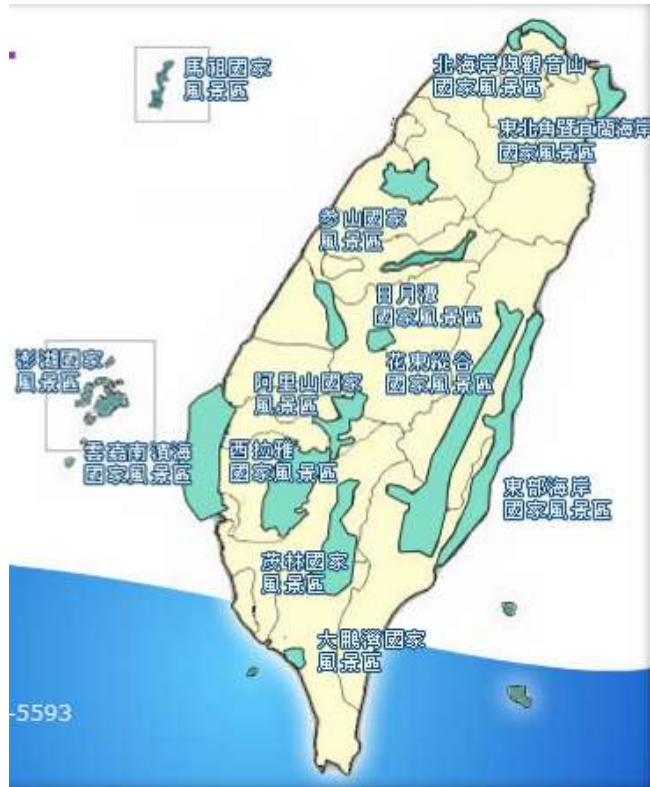 馬祖國家
風景區
北海岸與觀音山
國家風景區
東北角暨宜蘭海岸
國家風景區
參山國家
風景區
日月潭
國家風景區
澎湖國家
風景區
阿里山國家
風景區
花東縱谷
國家風景區
雲嘉南濱海
國家風景區
西拉雅
國家風景區
東部海岸
國家風景區
茂林國家
風景區
大鵬灣國家
風景區
-5593